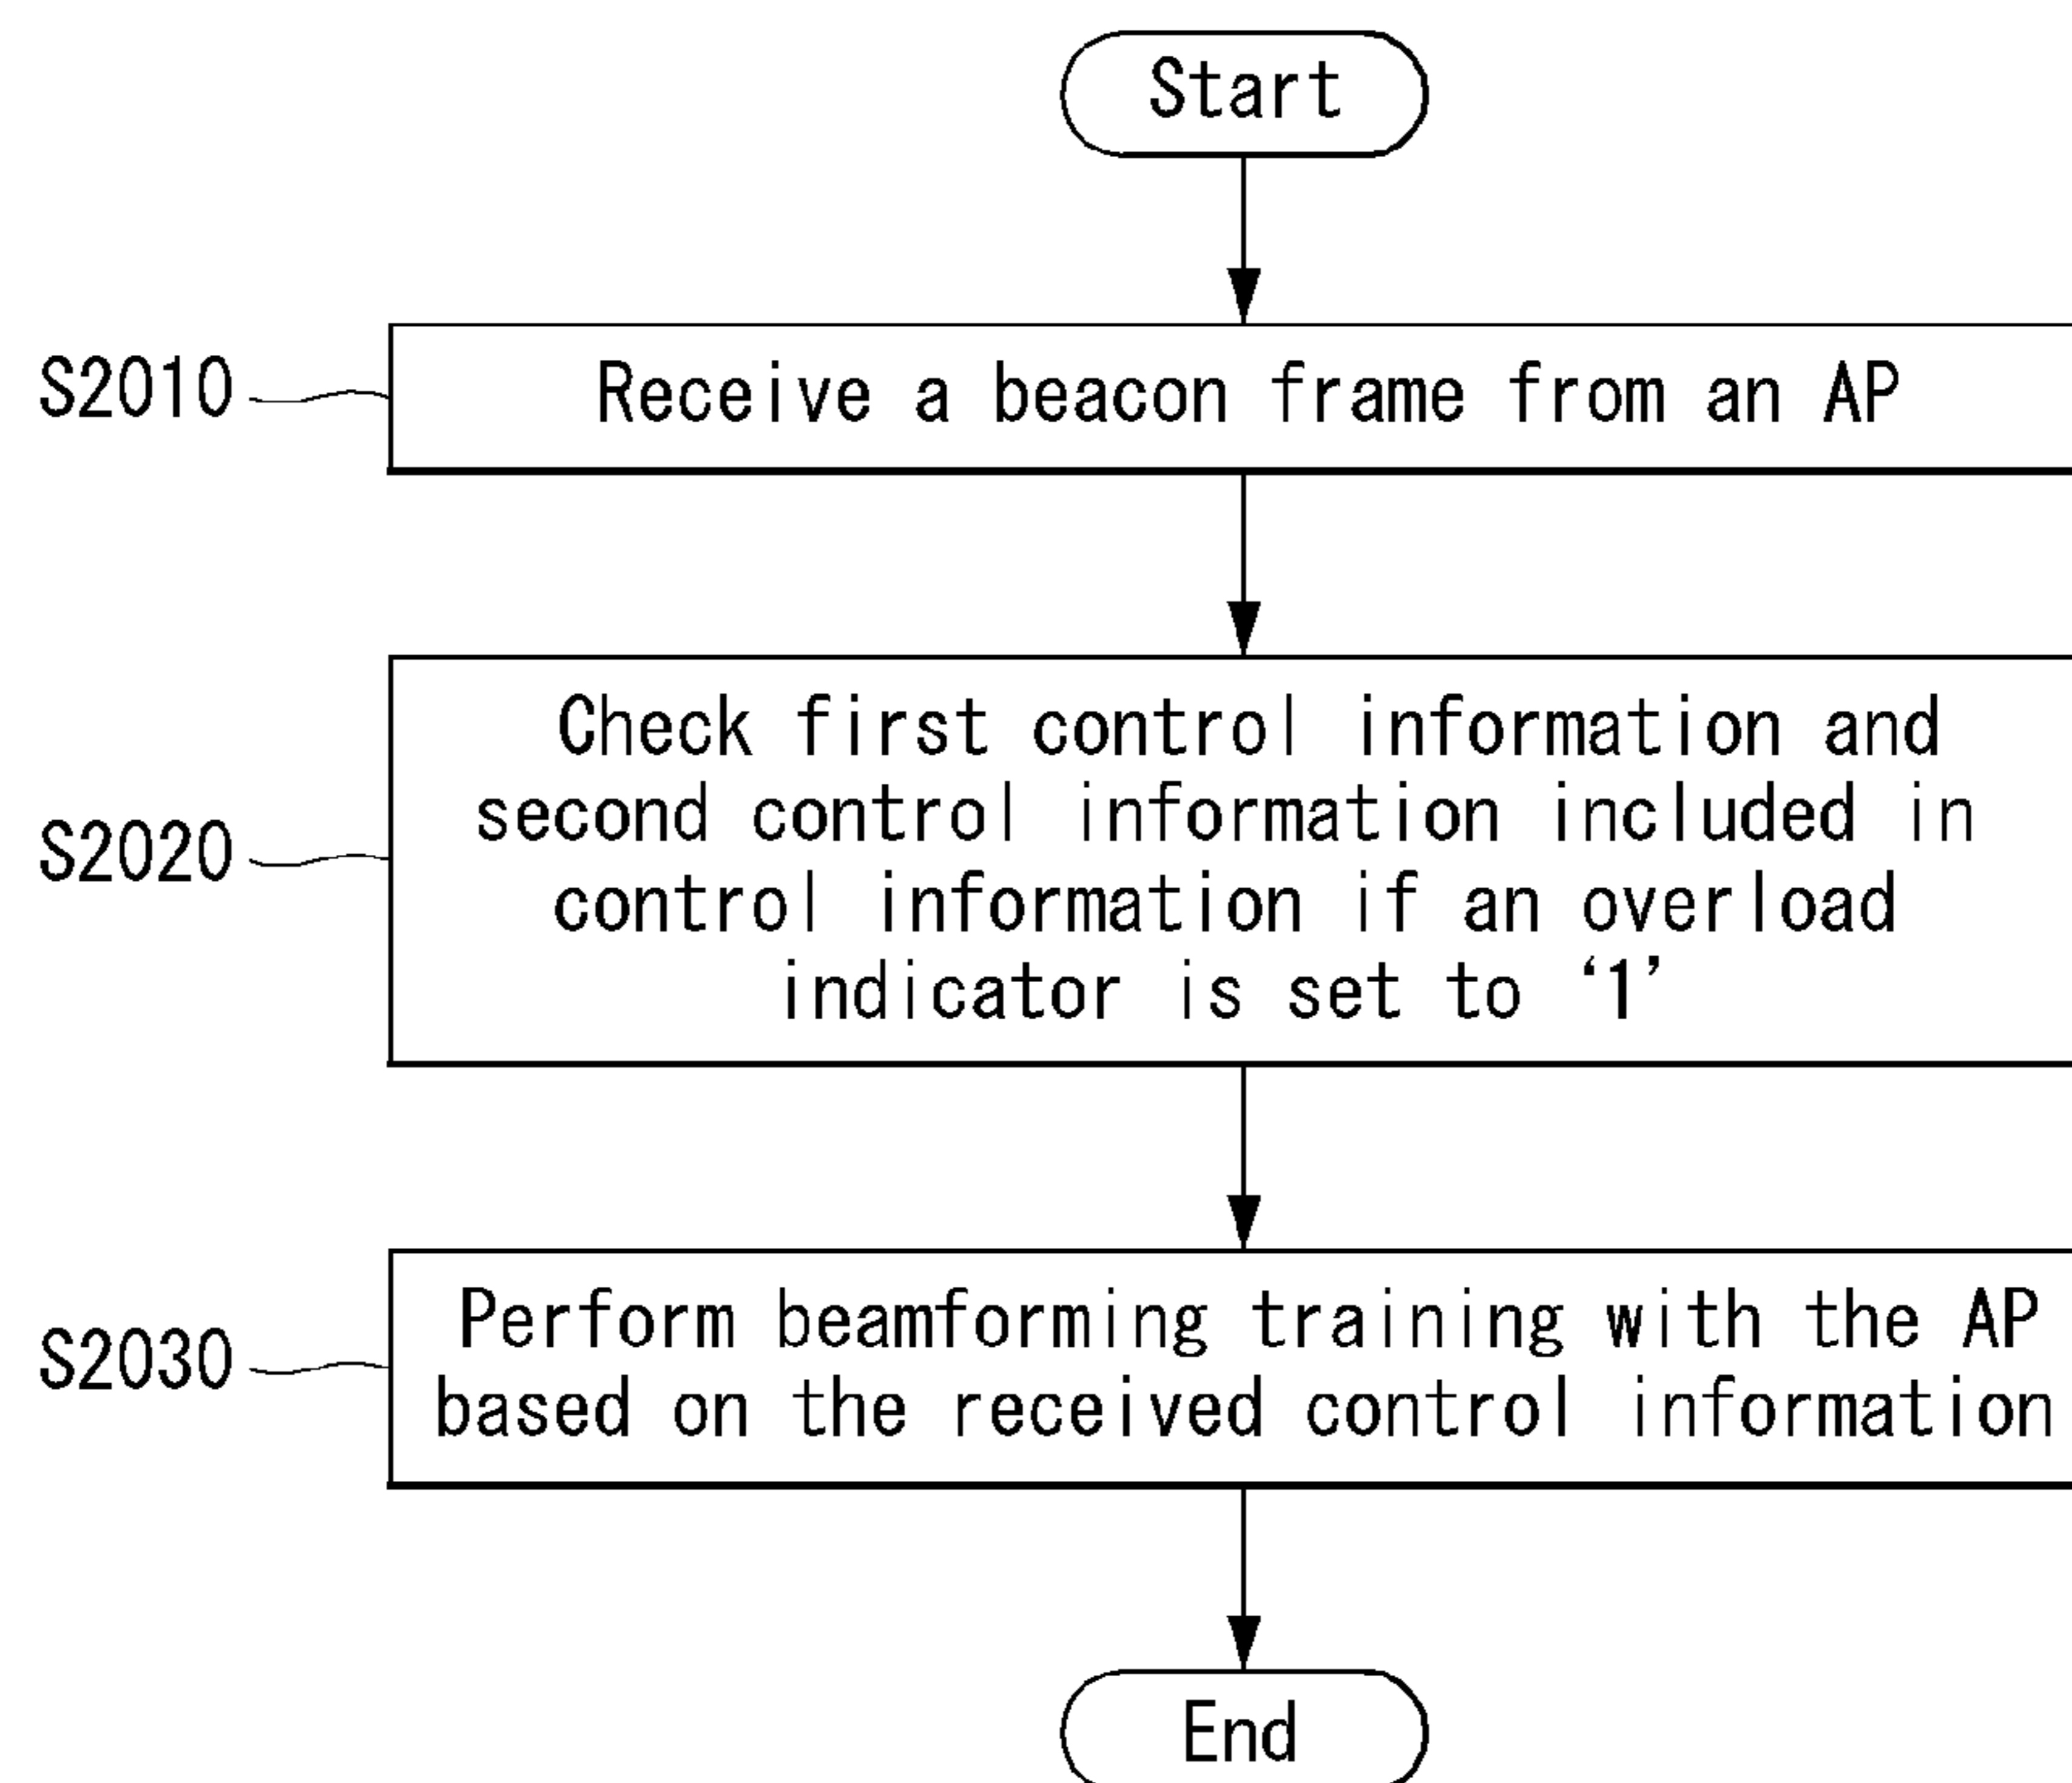 Start
S2010
Receive a beacon frame from an AP
S2020
Check first control information and
second control information included in
control information if an overload
indicator is set to ‘1’
S2030
Perform beamforming training with the AP
based on the received control information
End